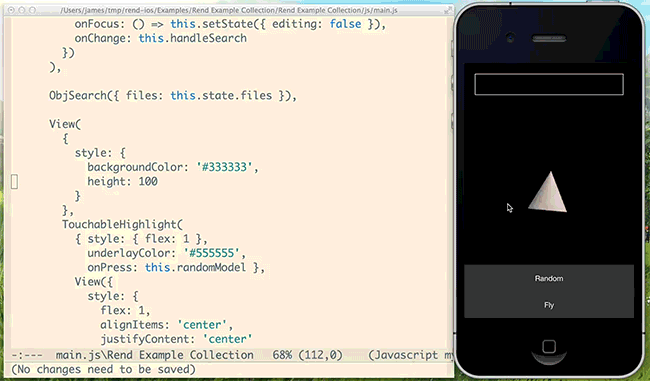 /Users/james/tmp/rend-ios/Examples/Rend Example Collection/Rend Example Collection/js/main.js
onFocus: () => this.setState({ editing: false }),
onChange: this.handleSearch
})
),
ObjSearch({ files: this.state.files }),
View(
{
style: {
backgroundColor: '#333333',
height: 100
}
},
TouchableHighlight(
{ style: { flex: 1 },
underlayColor: '#555555',
onPress: this.randomModel },
View({
style: {
flex: 1,
alignItems: 'center',
justifyContent: 'center'
-:--- main.js\Rend Example Collection 68% (112,0) (Javascript my
(No changes need to be saved)
Random
Fly